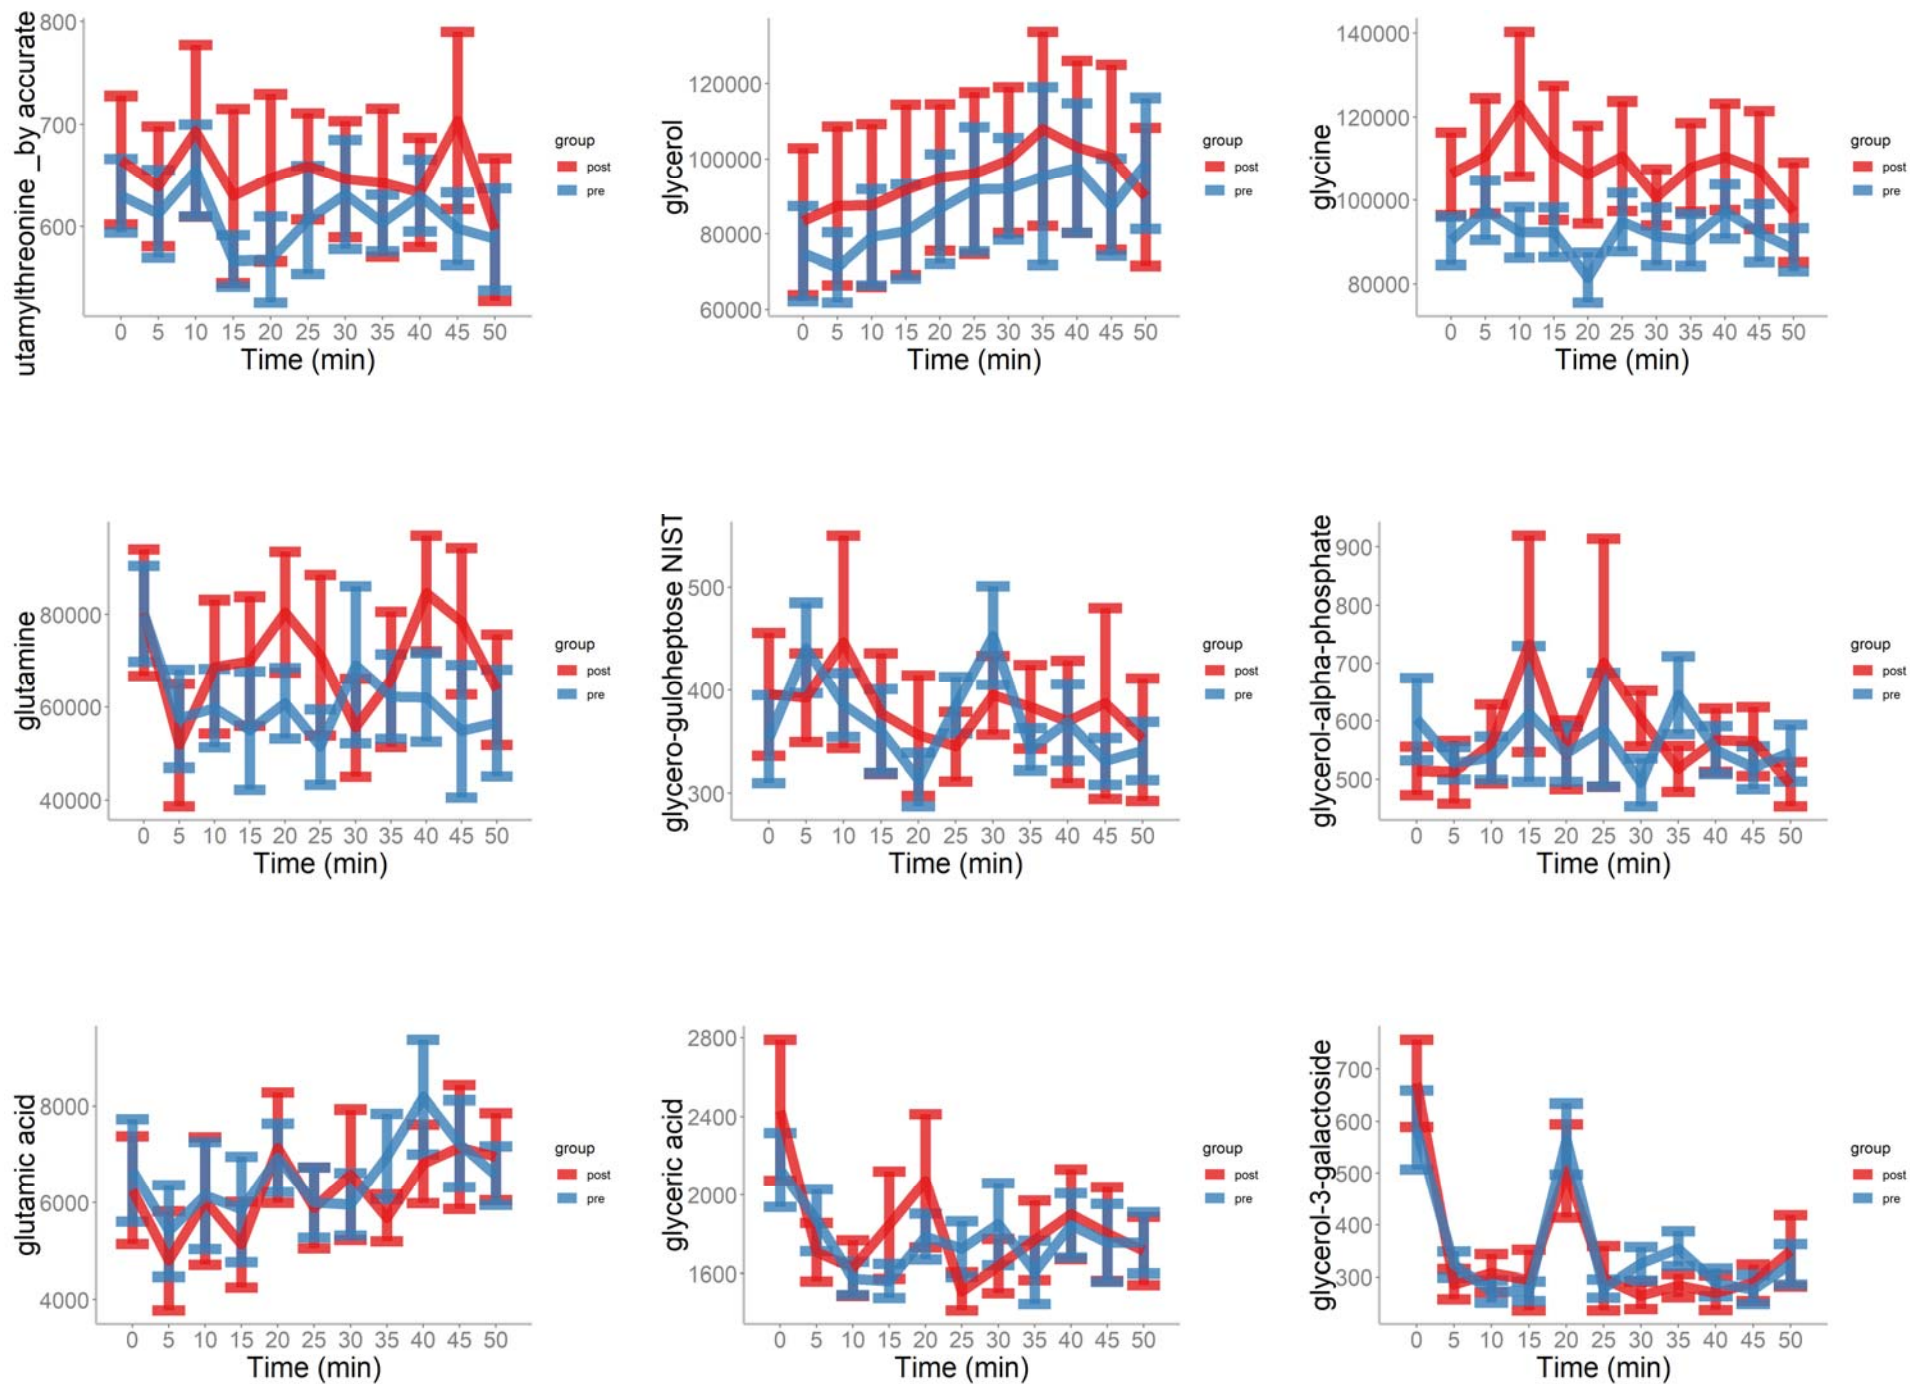 utamylthreonine _by accurate
800
700
600
0 5 10 15 20 25 30 35 40 45 50
Time (min)
group
post
pre
glycerol
120000
100000
80000
60000
0 5 10 15 20 25 30 35 40 45 50
Time (min)
group
post
pre
glycine
140000
120000
100000
80000
0 5 10 15 20 25 30 35 40 45 50
Time (min)
group
post
pre
glutamine
80000
60000
40000
0 5 10 15 20 25 30 35 40 45 50
Time (min)
group
post
pre
glycero-guloheptose NIST
500
400
300
0 5 10 15 20 25 30 35 40 45 50
Time (min)
group
post
pre
glycerol-alpha-phosphate
900
800
700
600
500
0 5 10 15 20 25 30 35 40 45 50
Time (min)
group
post
pre
glutamic acid
8000
6000
4000
0 5 10 15 20 25 30 35 40 45 50
Time (min)
group
post
pre
glyceric acid
2800
2400
2000
1600
0 5 10 15 20 25 30 35 40 45 50
Time (min)
group
post
pre
glycerol-3-galactoside
700
600
500
400
300
0 5 10 15 20 25 30 35 40 45 50
Time (min)
group
post
pre